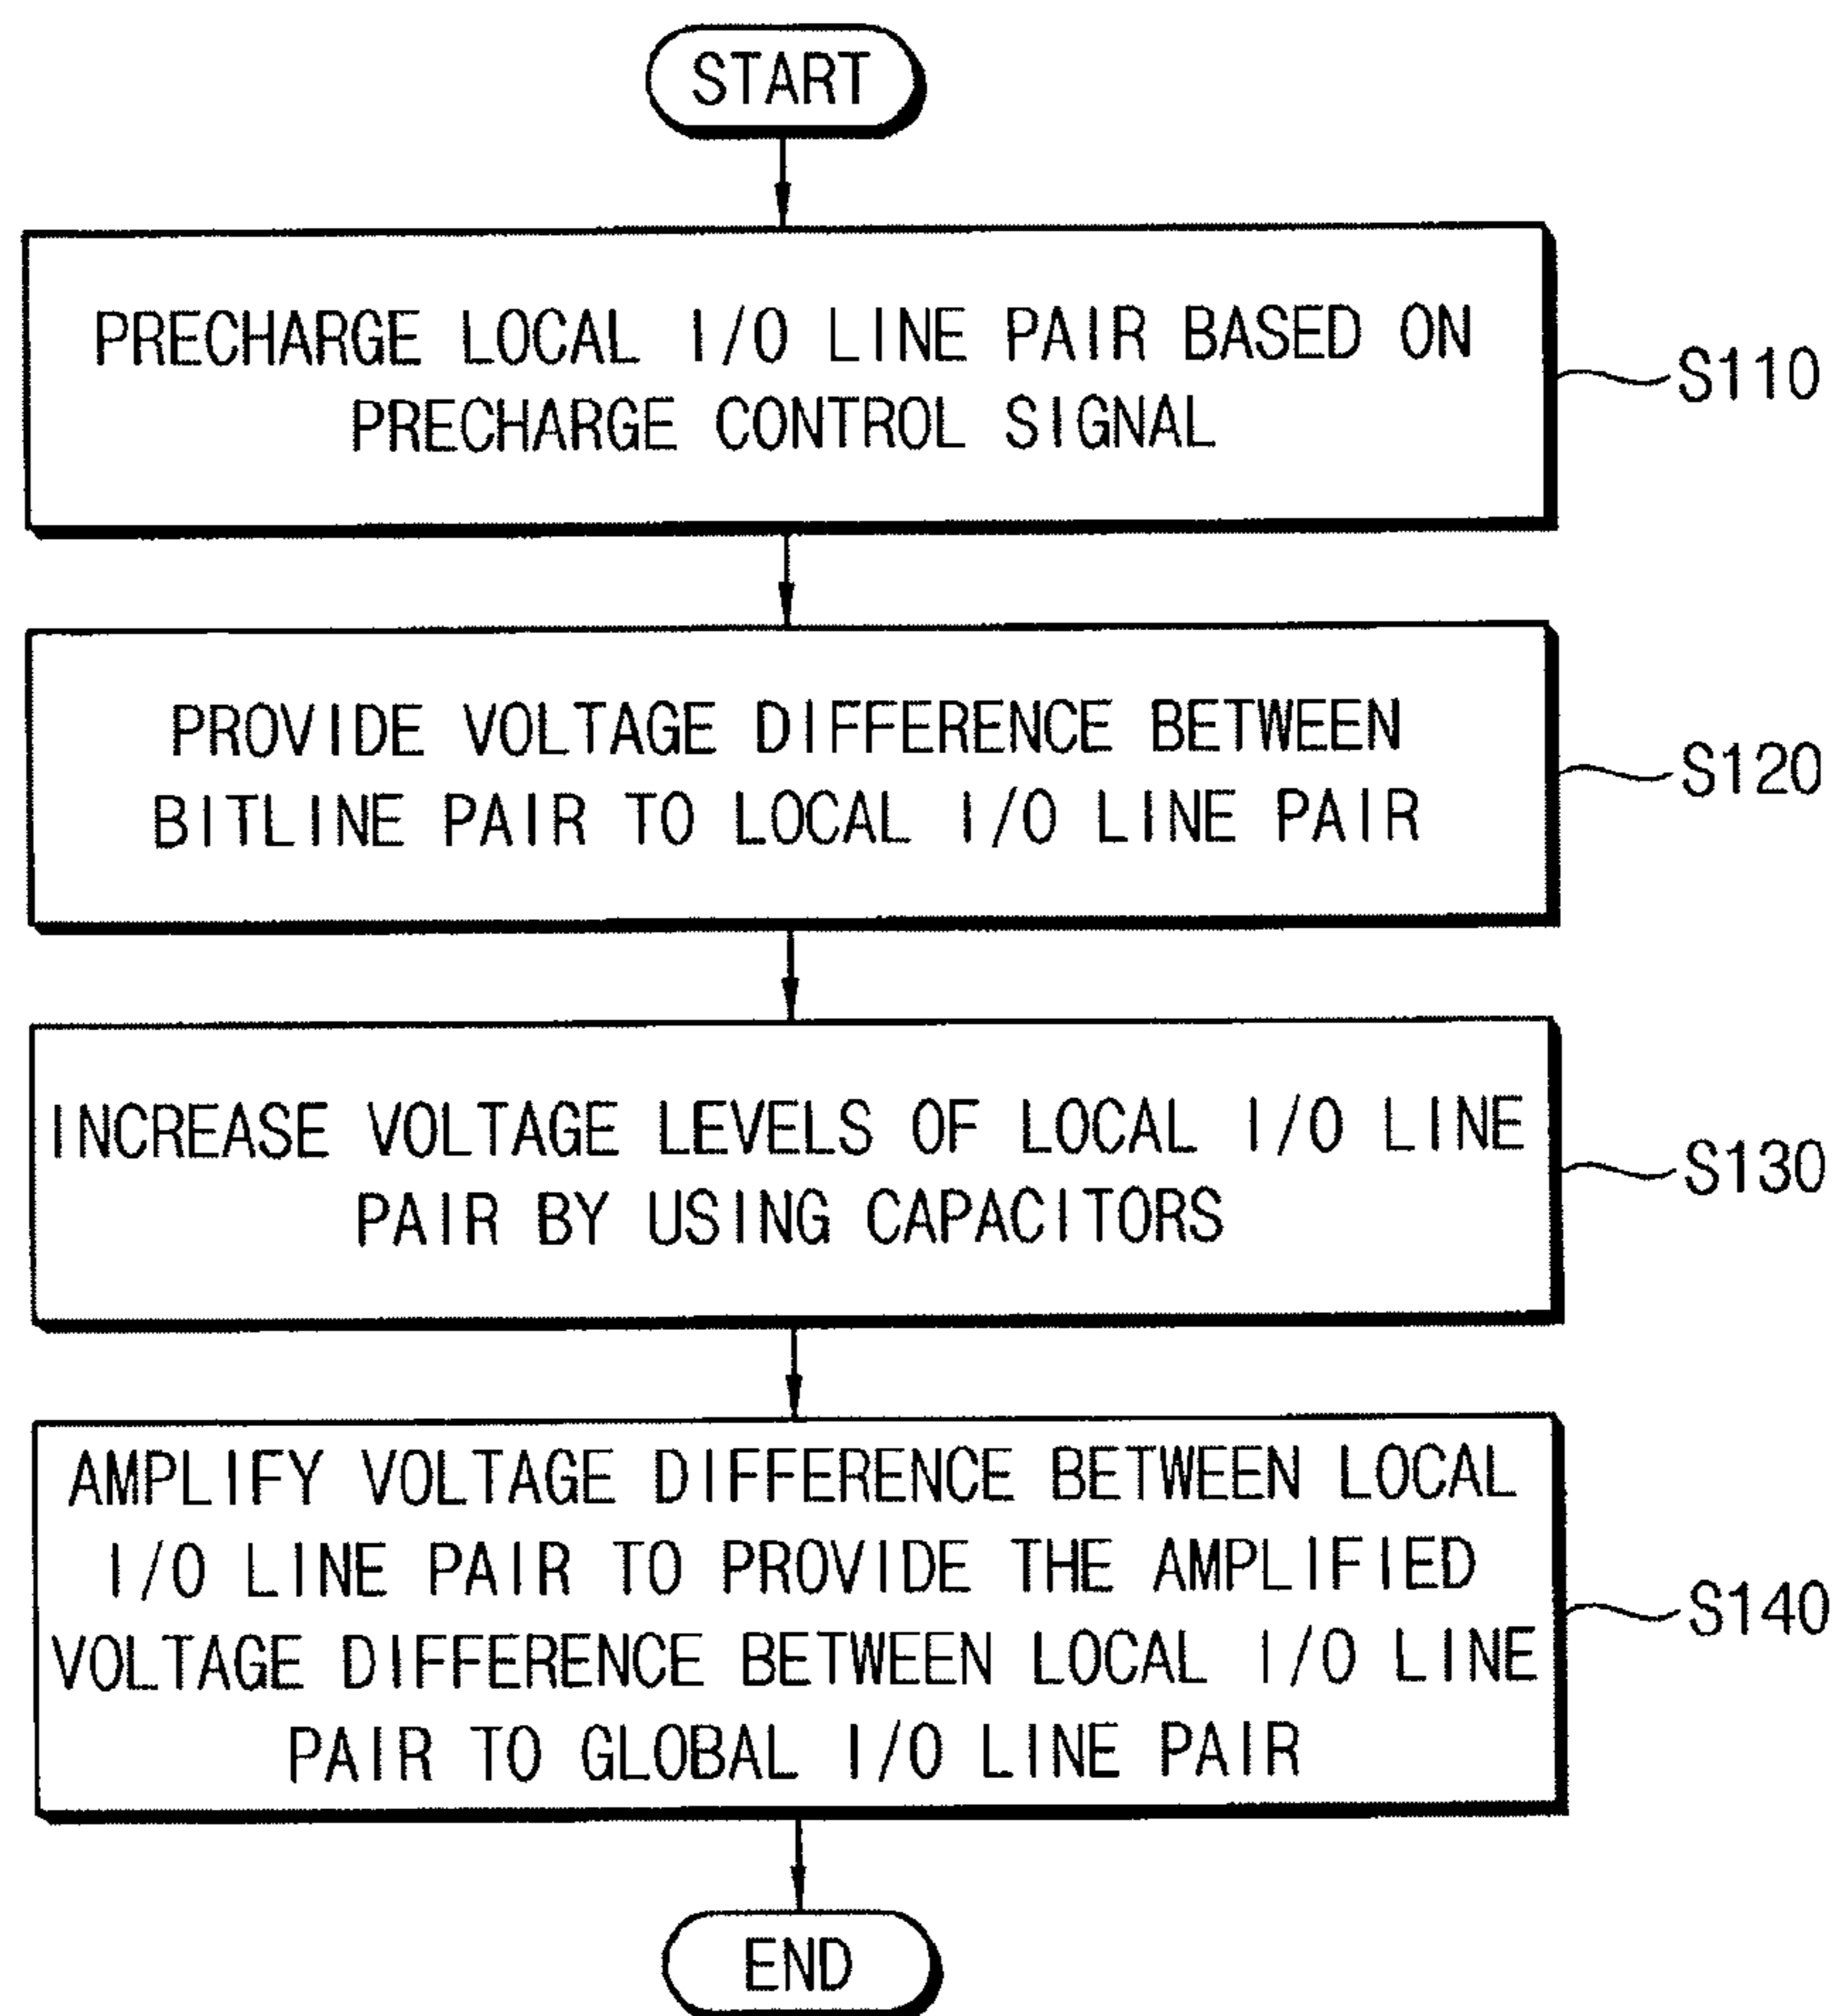 START
PRECHARGE LOCAL I/O LINE PAIR BASED ON
PRECHARGE CONTROL SIGNAL
S110
PROVIDE VOLTAGE DIFFERENCE BETWEEN
BITLINE PAIR TO LOCAL I/O LINE PAIR
S120
INCREASE VOLTAGE LEVELS OF LOCAL I/O LINE
PAIR BY USING CAPACITORS
S130
AMPLIFY VOLTAGE DIFFERENCE BETWEEN LOCAL
I/O LINE PAIR TO PROVIDE THE AMPLIFIED
VOLTAGE DIFFERENCE BETWEEN LOCAL I/O LINE
PAIR TO GLOBAL I/O LINE PAIR
S140
END